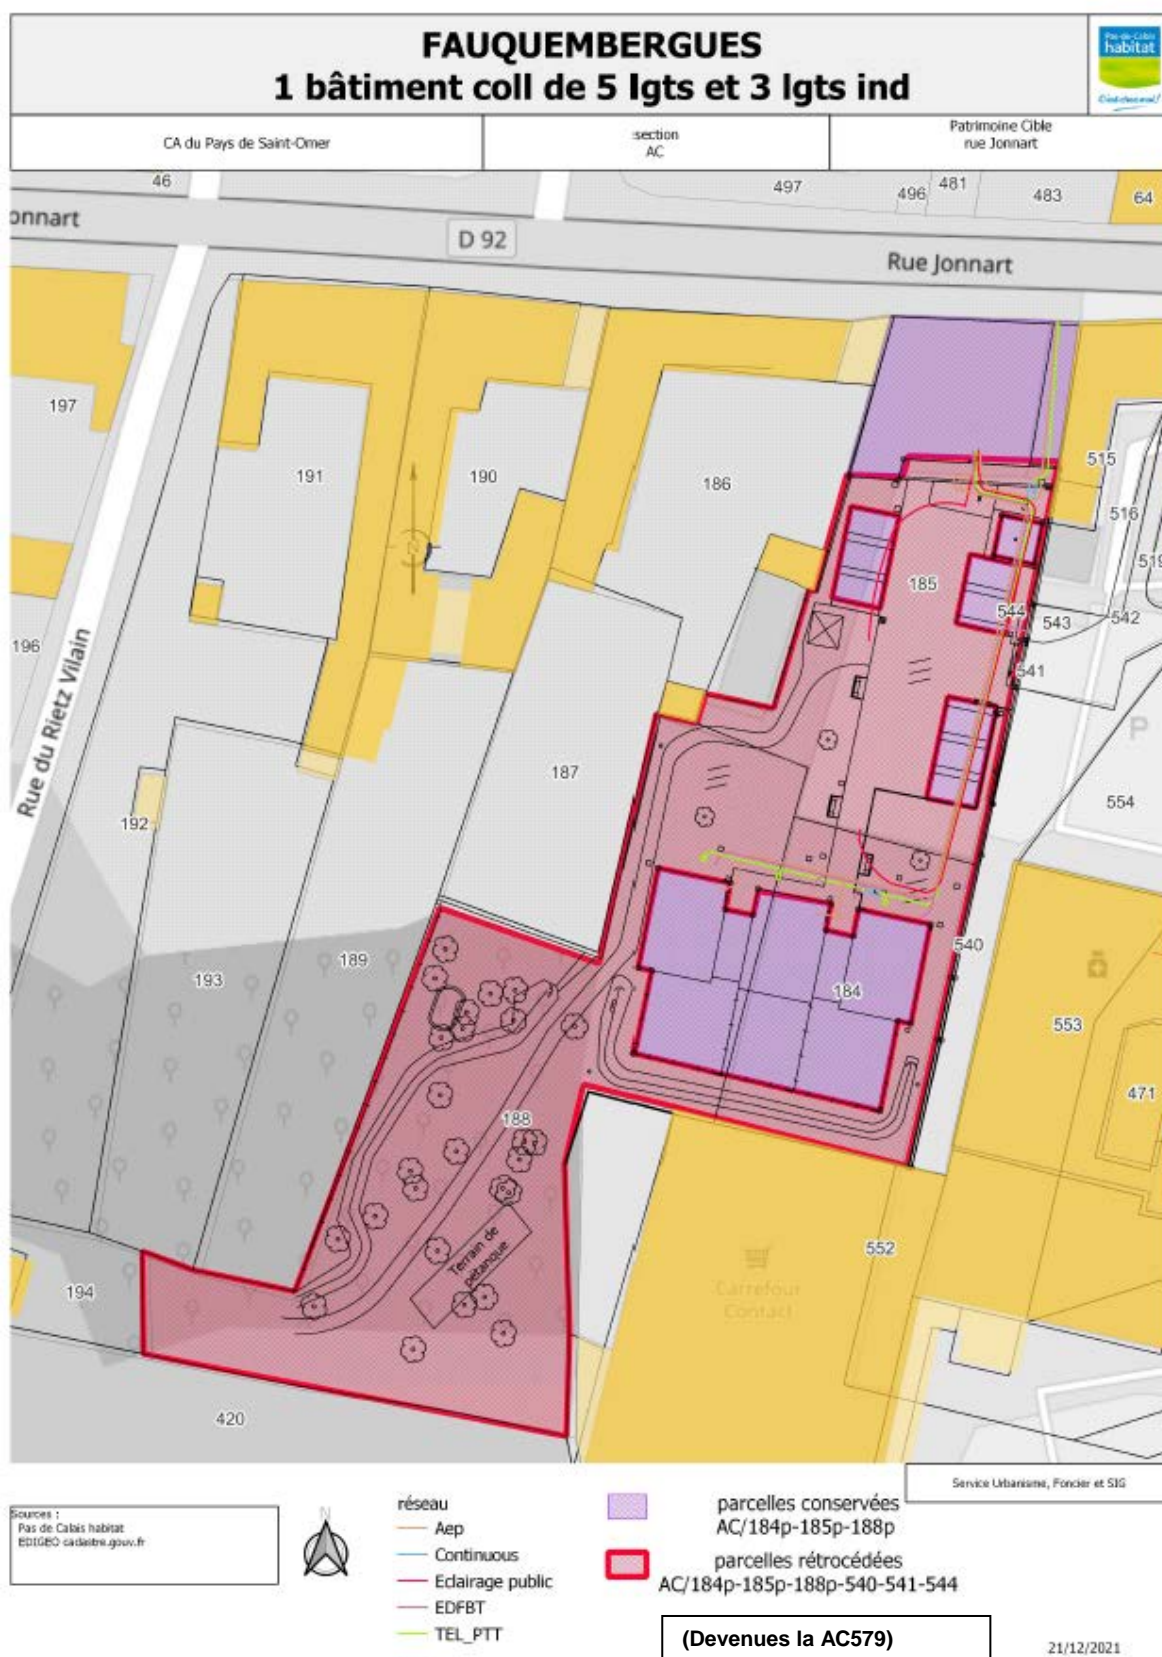 FAUQUEMBERGUES
1 bâtiment coll de 5 lgts et 3 lgts ind
Pas-de-Calais
habitat
CA du Pays de Saint-Omer
section
AC
Patrimoine Cible
rue Jonnart
46
497
496
481
483
64
onnart
D 92
Rue Jonnart
197
191
190
186
515
516
519
185
544
543
542
541
196
Rue du Rietz Vilain
187
P
554
192
193
189
184
540
553
471
188
Terrain de
pétanque
552
Carrefour
Contact
194
420
Service Urbanisme, Foncier et SIG
Sources :
Pas de Calais habitat
EDIGEO cadastre.gouv.fr
N
réseau
Aep
Continuous
Eclairage public
EDFBT
TEL_PTT
parcelles conservées
AC/184p-185p-188p
parcelles rétrocédées
AC/184p-185p-188p-540-541-544
(Devenues la AC579)
21/12/2021